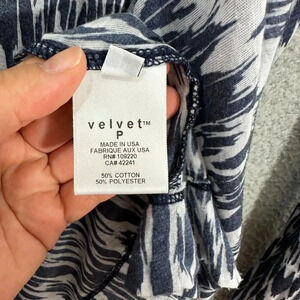 velvet™
P
MADE IN USA
FABRIQUE AUX USA
RN# 109220
CA# 42241
50% COTTON
50% POLYESTER